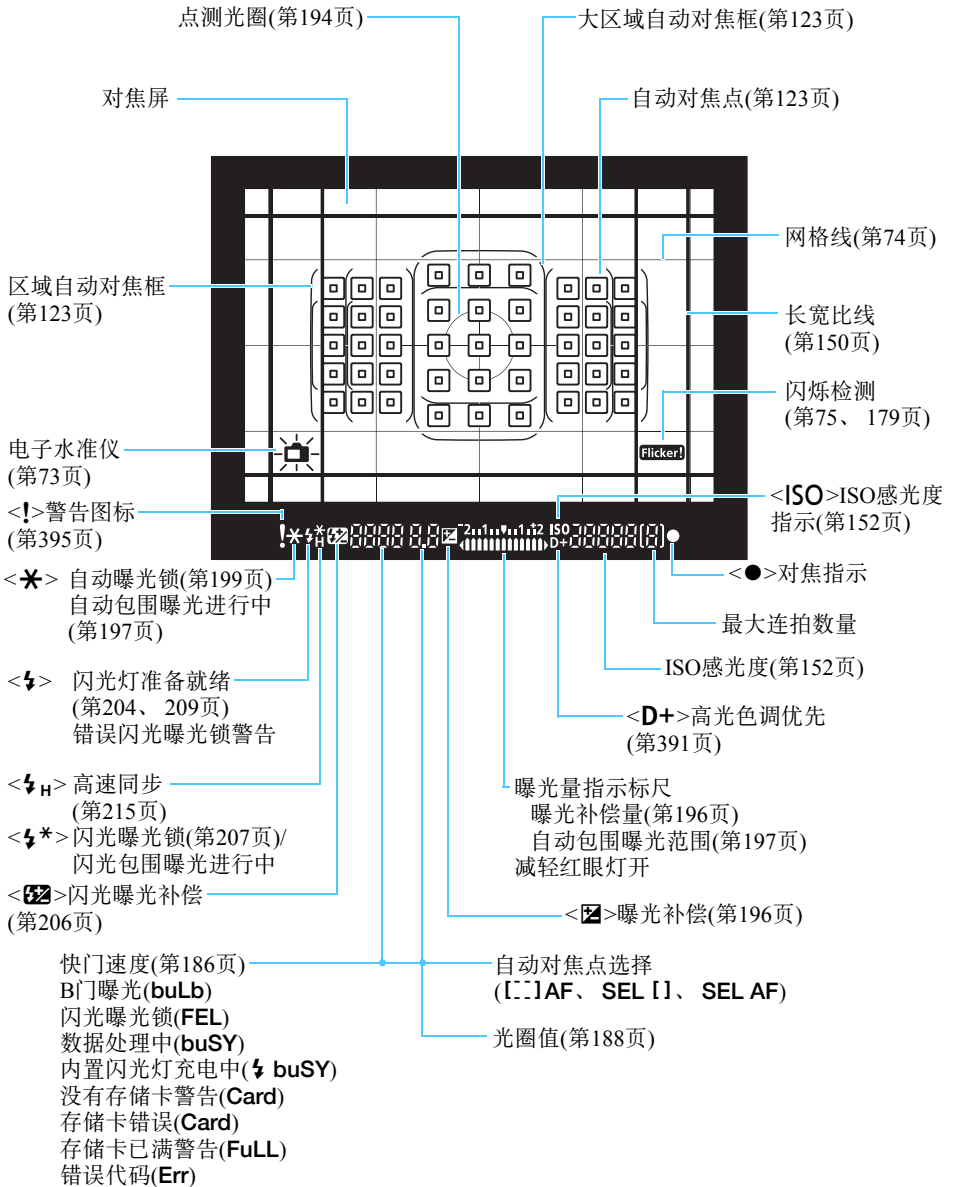 点测光圈(第194页)
大区域自动对焦框(第123页)
对焦屏
自动对焦点(第123页)
网格线(第74页)
区域自动对焦框
(第123页)
长宽比线
(第150页)
闪烁检测
(第75、 179页)
Flicker!
电子水准仪
(第73页)
<!>警告图标
(第395页)
<ISO>ISO感光度
指示(第152页)
2..1..▼..1..2
ISO
D+
<●>对焦指示
<✱> 自动曝光锁(第199页)
自动包围曝光进行中
(第197页)
最大连拍数量
ISO感光度(第152页)
<⚡> 闪光灯准备就绪
(第204、 209页)
错误闪光曝光锁警告
<D+>高光色调优先
(第391页)
<⚡H> 高速同步
(第215页)
<⚡*>闪光曝光锁(第207页)/
闪光包围曝光进行中
曝光量指示标尺
曝光补偿量(第196页)
自动包围曝光范围(第197页)
减轻红眼灯开
<>闪光曝光补偿
(第206页)
<>曝光补偿(第196页)
快门速度(第186页)
B门曝光(buLb)
闪光曝光锁(FEL)
数据处理中(buSY)
内置闪光灯充电中(⚡ buSY)
没有存储卡警告(Card)
存储卡错误(Card)
存储卡已满警告(FuLL)
错误代码(Err)
自动对焦点选择
([ ]AF、 SEL [ ]、 SEL AF)
光圈值(第188页)